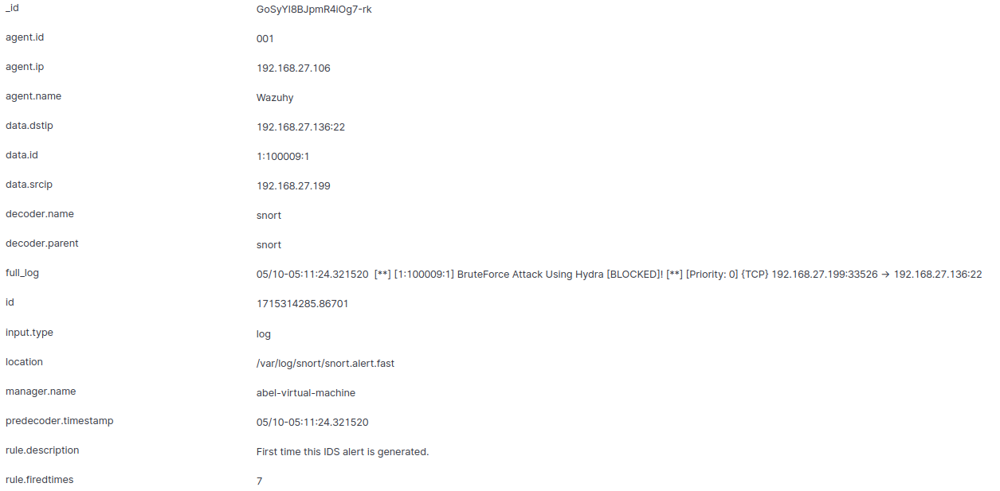 _id GoSyYI8BJpmR4iOg7-rk
agent.id 001
agent.ip 192.168.27.106
agent.name Wazuhy
data.dstip 192.168.27.136:22
data.id 1:100009:1
data.srcip 192.168.27.199
decoder.name snort
decoder.parent snort
full_log 05/10-05:11:24.321520 [**] [1:100009:1] BruteForce Attack Using Hydra [BLOCKED]! [**] [Priority: 0] {TCP} 192.168.27.199:33526 -> 192.168.27.136:22
id 1715314285.86701
input.type log
location /var/log/snort/snort.alert.fast
manager.name abel-virtual-machine
predecoder.timestamp 05/10-05:11:24.321520
rule.description First time this IDS alert is generated.
rule.firedtimes 7